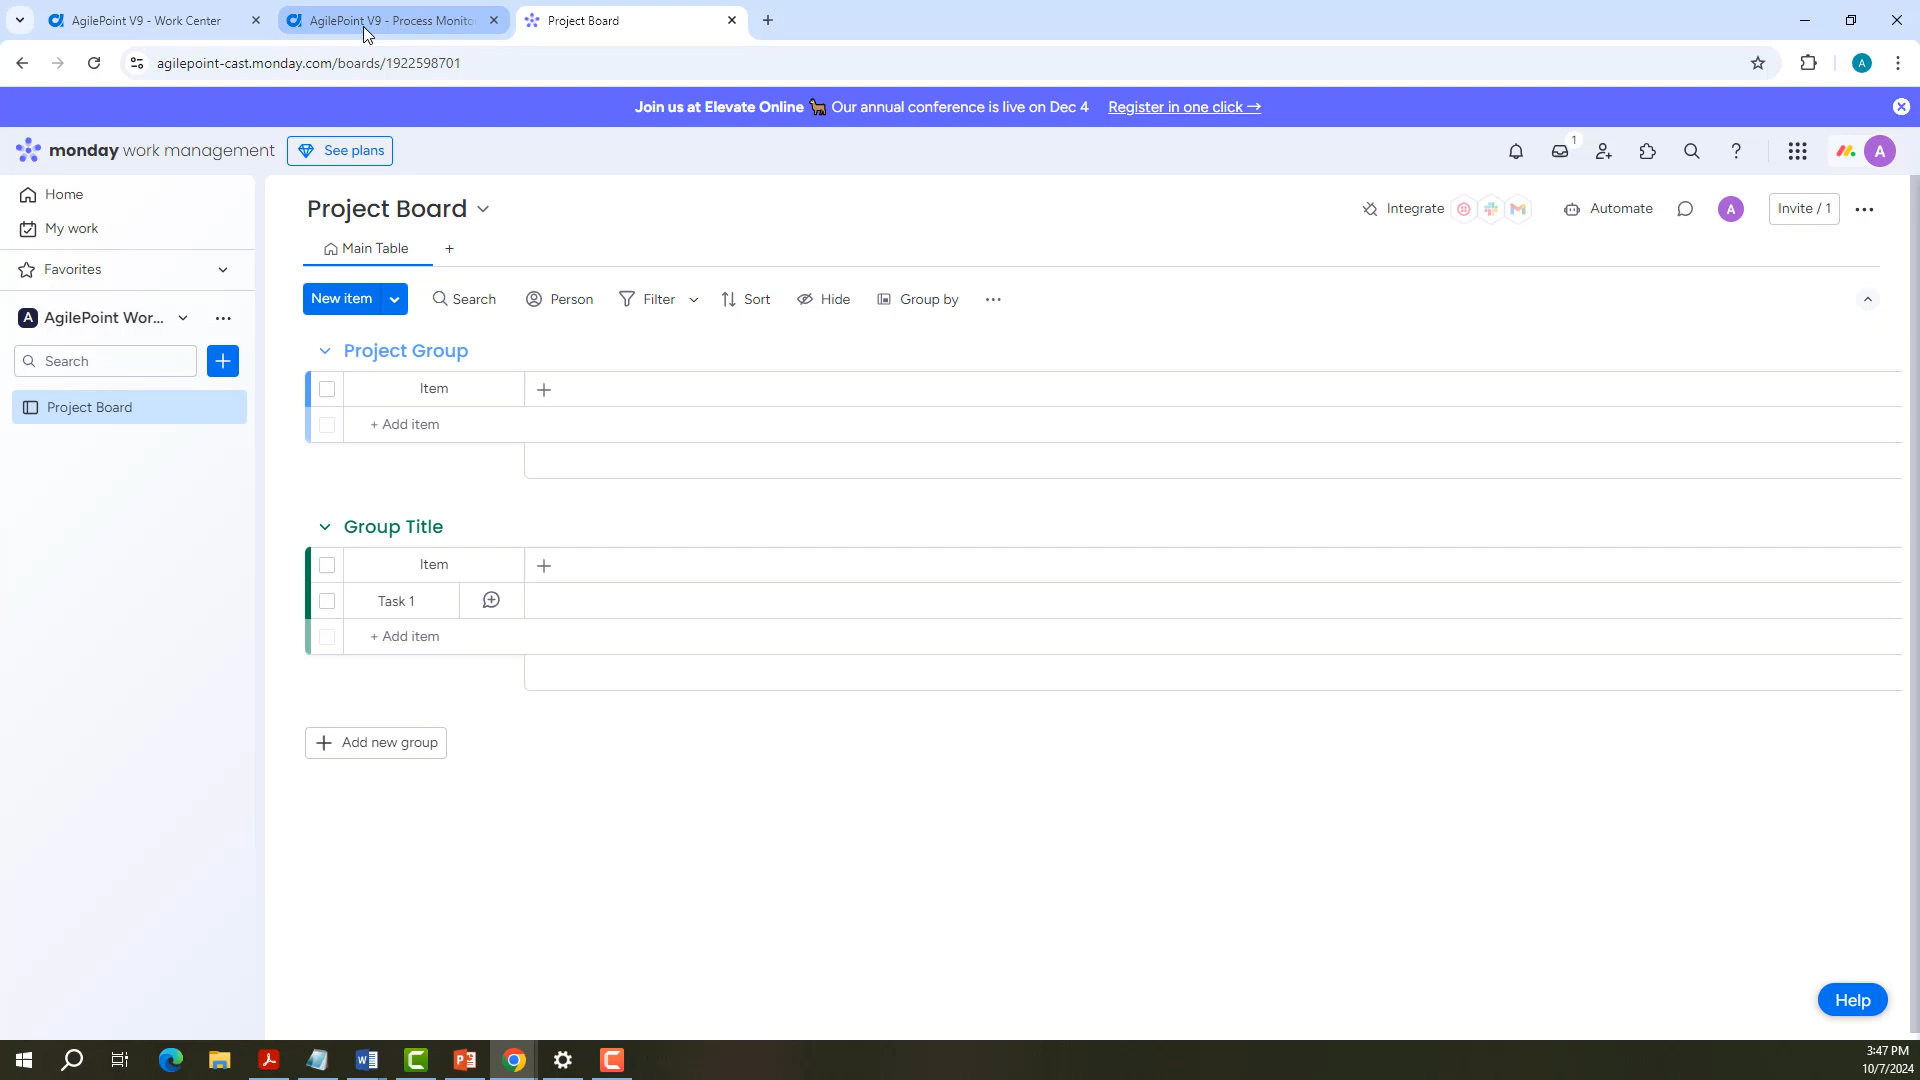 AgilePoint V9 - Work Center
AgilePoint V9 - Process Monito
Project Board
agilepoint-cast.monday.com/boards/1922598701
A
Join us at Elevate Online Our annual conference is live on Dec 4 Register in one click →
monday work management
See plans
1
A
Home
My work
Favorites
A AgilePoint Wor...
Search
Project Board
Project Board
Integrate
Automate
A
Invite / 1
Main Table
New item
Search
Person
Filter
Sort
Hide
Group by
Project Group
Item
+ Add item
Group Title
Item
Task 1
+ Add item
Add new group
Help
3:47 PM
10/7/2024